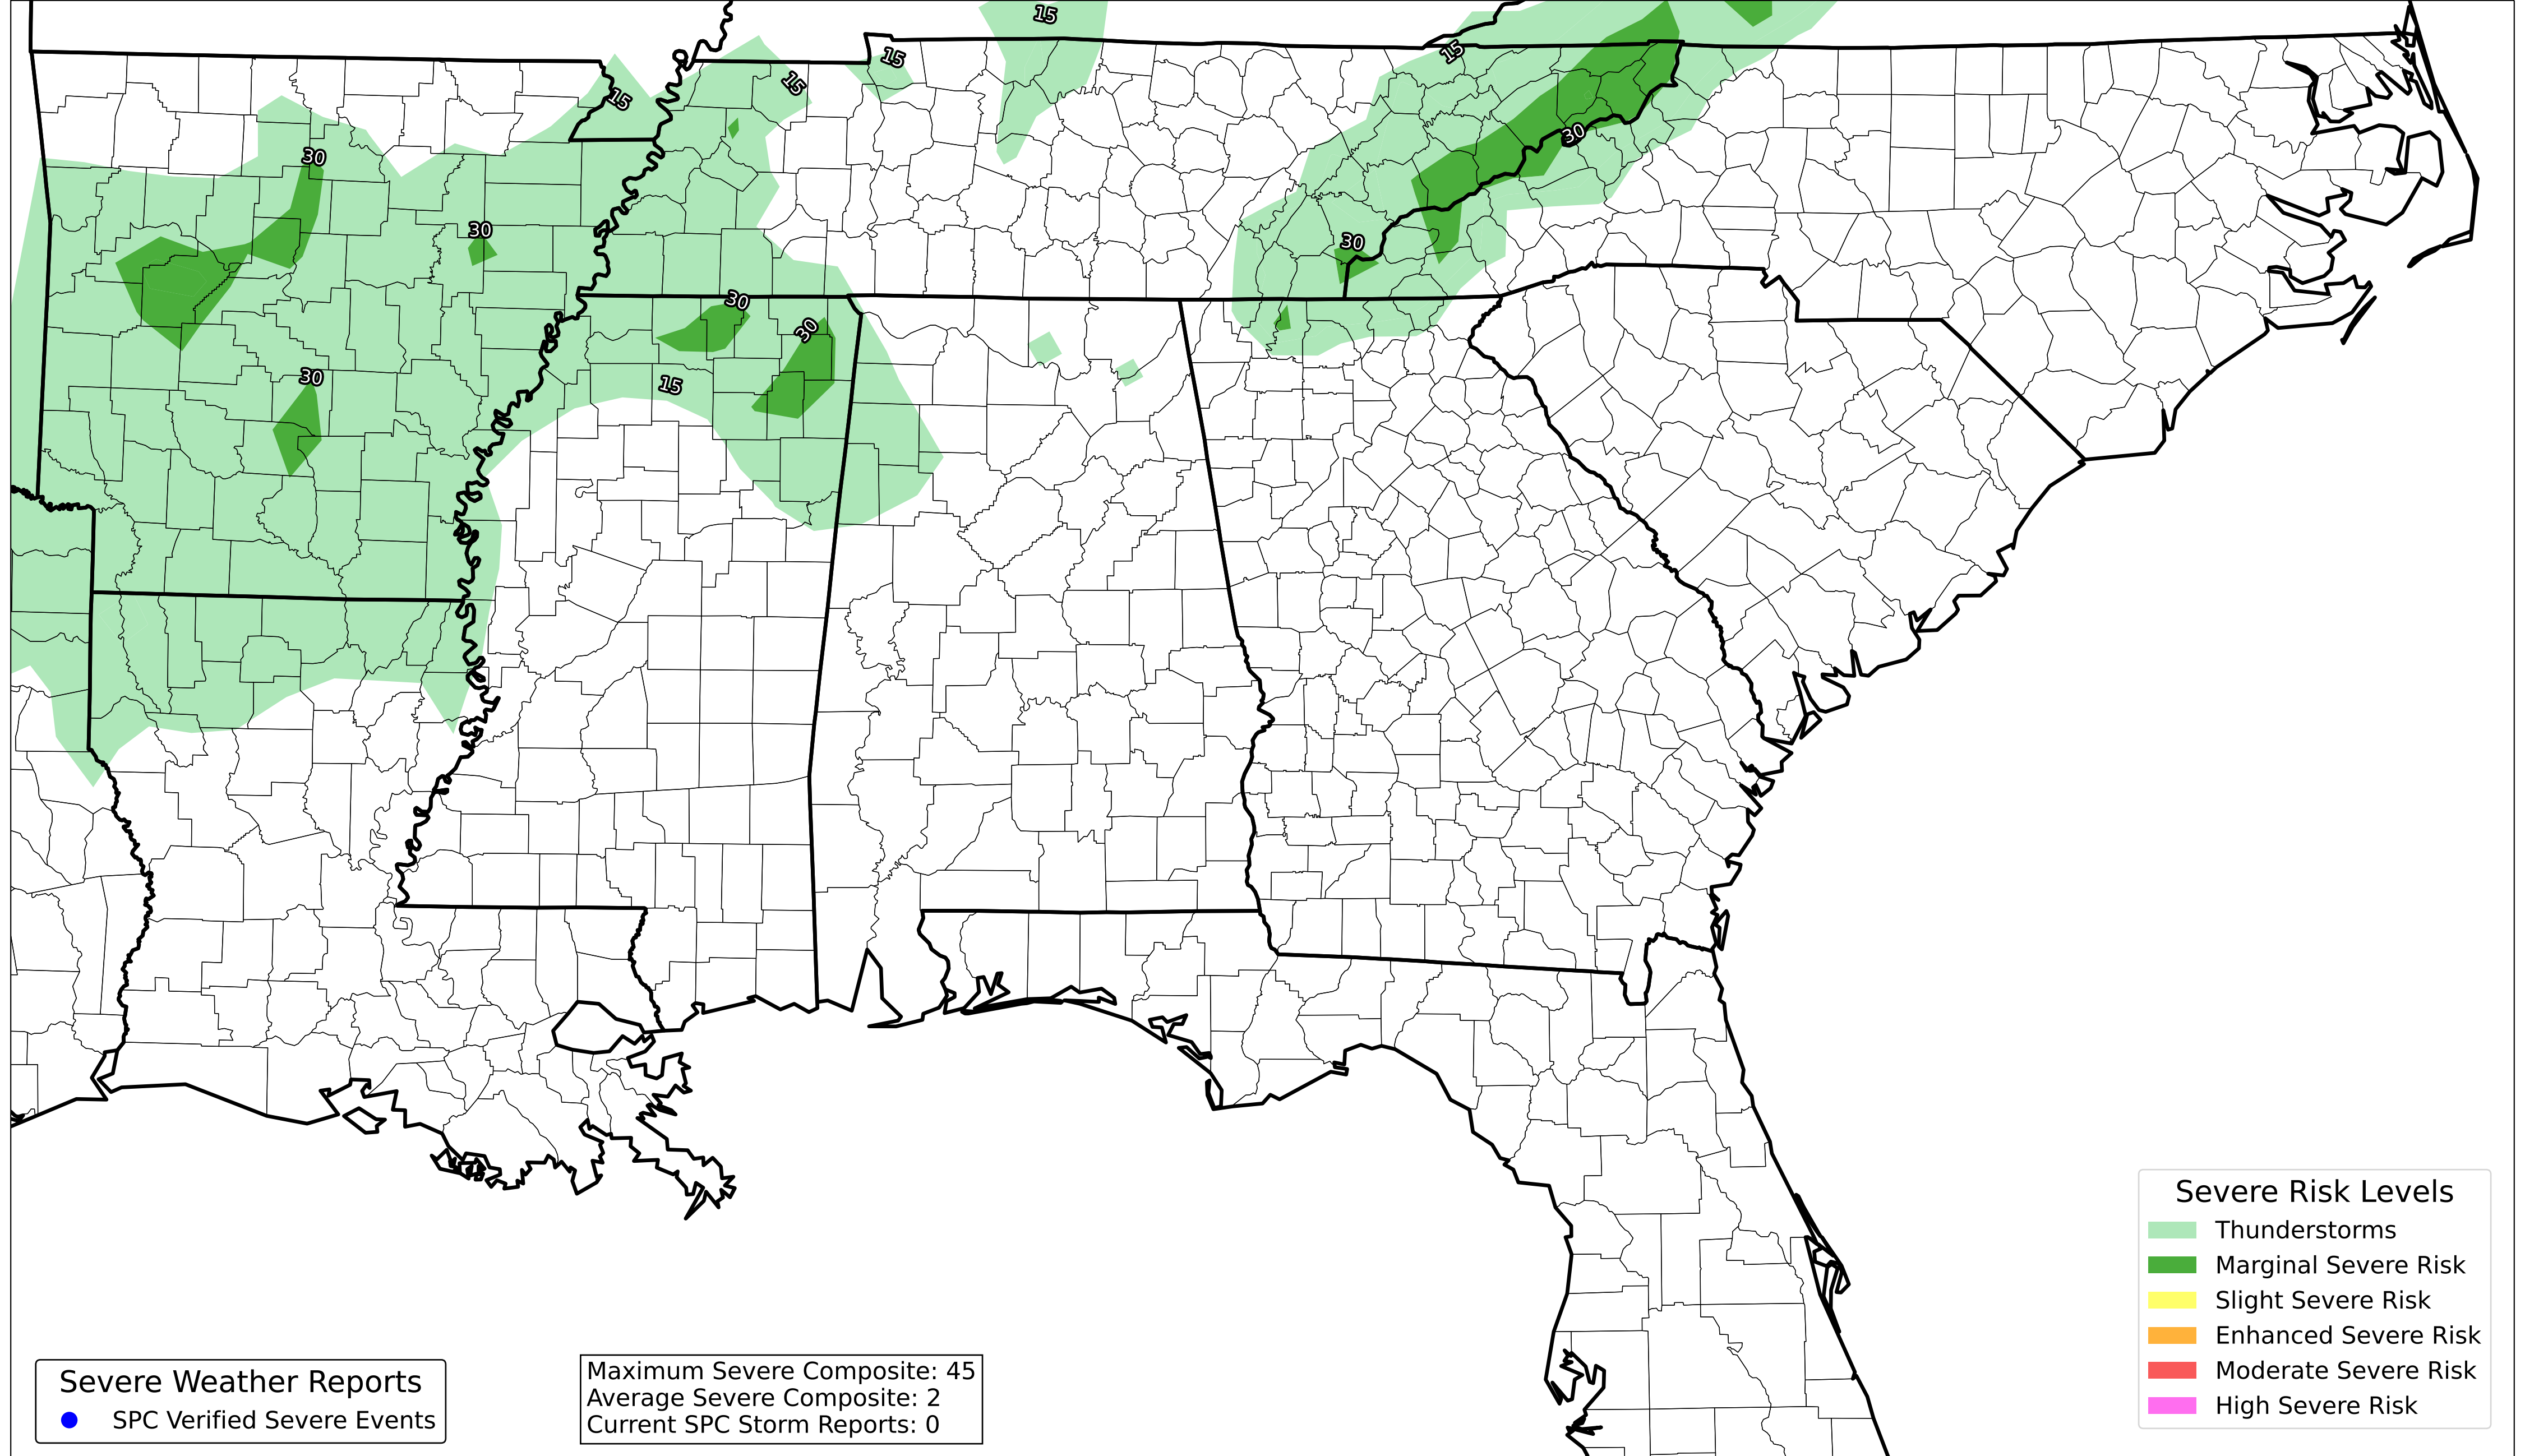 15
15
15
15
15
30
30
30
30
30
30
30
15
Severe Risk Levels
Thunderstorms
Marginal Severe Risk
Slight Severe Risk
Enhanced Severe Risk
Moderate Severe Risk
High Severe Risk
Severe Weather Reports
SPC Verified Severe Events
Maximum Severe Composite: 45
Average Severe Composite: 2
Current SPC Storm Reports: 0